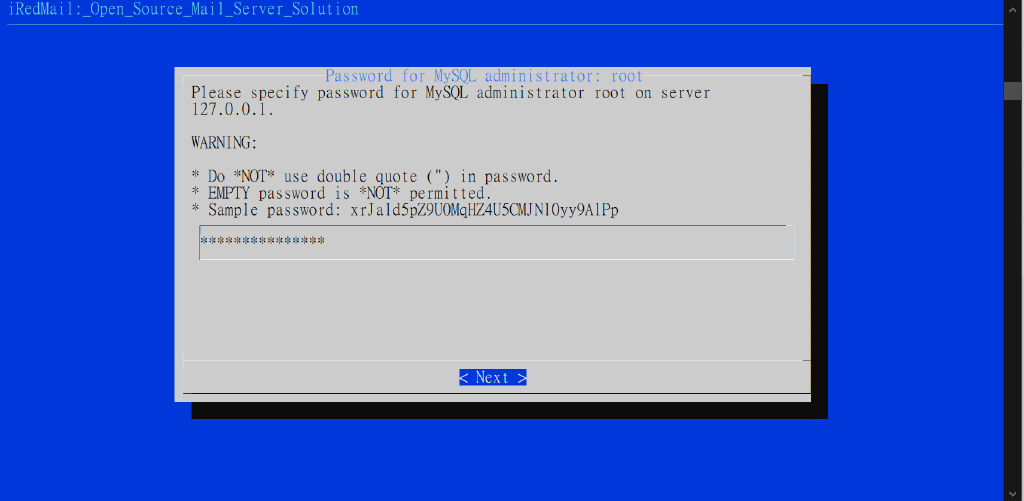 iRedMail:_Open_Source_Mail_Server_Solution
Password for MySQL administrator: root
Please specify password for MySQL administrator root on server
127.0.0.1.
WARNING:
* Do *NOT* use double quote (") in password.
* EMPTY password is *NOT* permitted.
* Sample password: xrJald5pZ9U0MqHZ4U5CMJNl0yy9AlPp
***************
< Next >